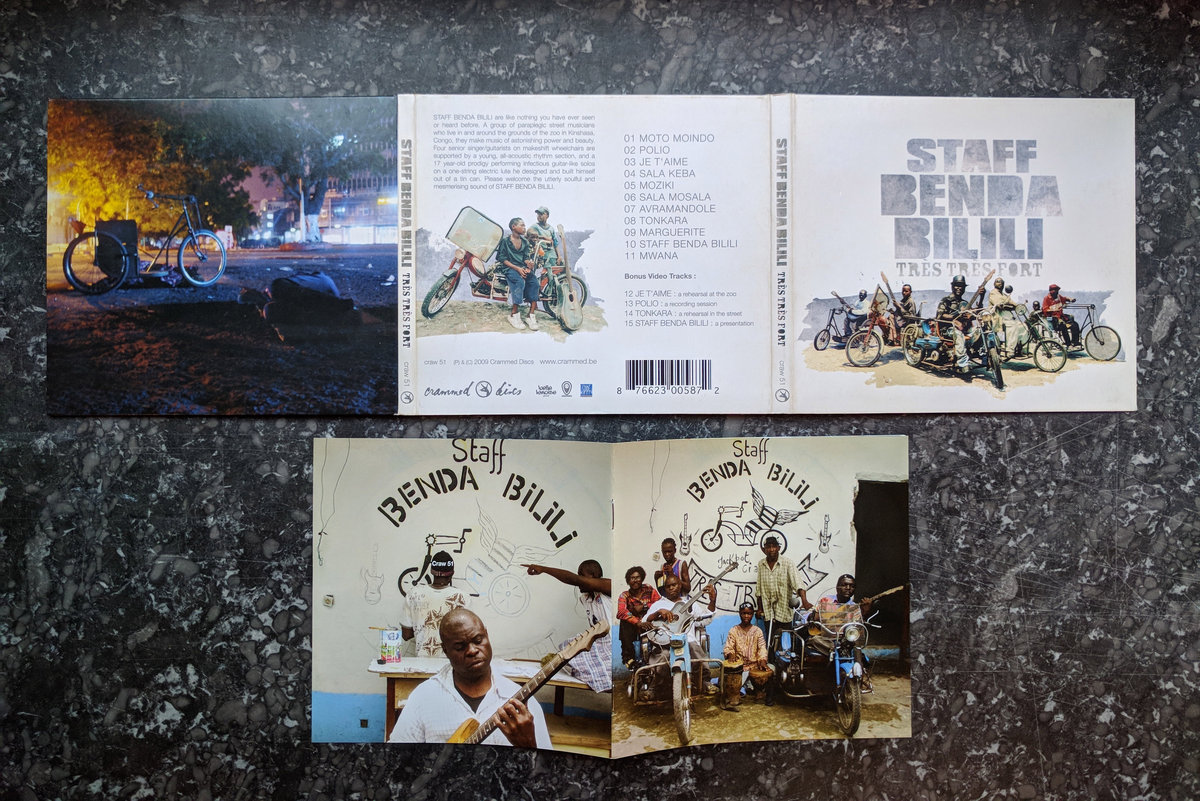 STAFF BENDA BILILI are like nothing you have ever seen
or heard before. A group of paraplegic street musicians
who live in and around the grounds of the zoo in Kinshasa,
Congo, they make music of astonishing power and beauty.
Four senior singer/guitarists on makeshift wheelchairs are
supported by a young, all-acoustic rhythm section, and a
17 year-old prodigy performing infectious guitar-like solos
on a one-string electric lute he designed and built himself
out of a tin can. Please welcome the utterly soulful and
mesmerising sound of STAFF BENDA BILILI.
01 MOTO MOINDO
02 POLIO
03 JE T'AIME
04 SALA KEBA
05 MOZIKI
06 SALA MOSALA
07 AVRAMANDOLE
08 TONKARA
09 MARGUERITE
10 STAFF BENDA BILILI
11 MWANA
Bonus Video Tracks :
12 JE T'AIME : a rehearsal at the zoo
13 POLIO : a recording session
14 TONKARA : a rehearsal in the street
15 STAFF BENDA BILILI : a presentation
craw 51 (P) & (C) 2009 Crammed Discs www.crammed.be
crammed discs
8 76623 00587 2
STAFF BENDA BILILI TRÈS TRÈS FORT craw 51
STAFF BENDA BILILI TRÈS TRÈS FORT craw 51
STAFF
BENDA
BILILI
TRÈS TRÈS FORT
Staff
BENDA BiLiLi
Craw 51
Staff
BENDA BiLiLi